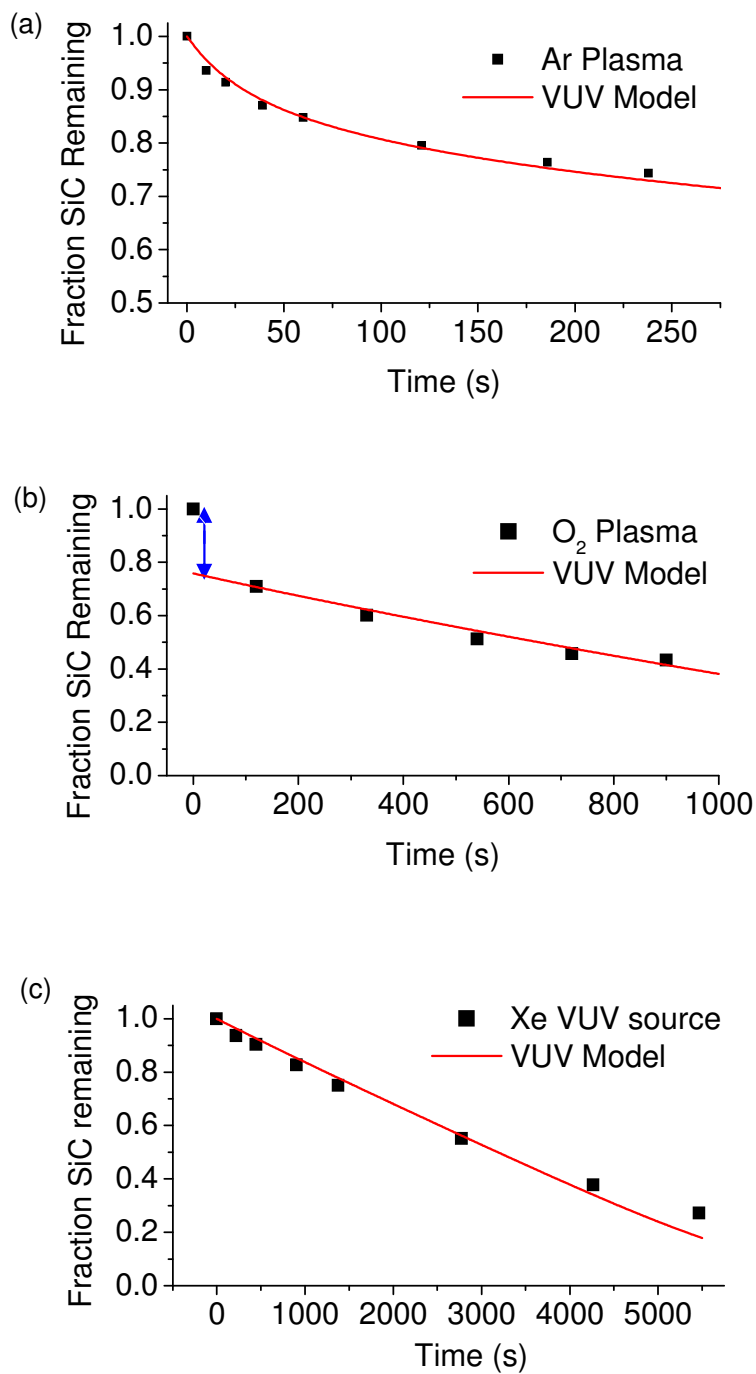 (a)
1.0
0.9
0.8
0.7
0.6
0.5
Fraction SiC Remaining
Ar Plasma
VUV Model
0 50 100 150 200 250
Time (s)
(b)
1.0
0.8
0.6
0.4
0.2
0.0
Fraction SiC Remaining
O₂ Plasma
VUV Model
0 200 400 600 800 1000
Time (s)
(c)
1.0
0.8
0.6
0.4
0.2
0.0
Fraction SiC remaining
Xe VUV source
VUV Model
0 1000 2000 3000 4000 5000
Time (s)